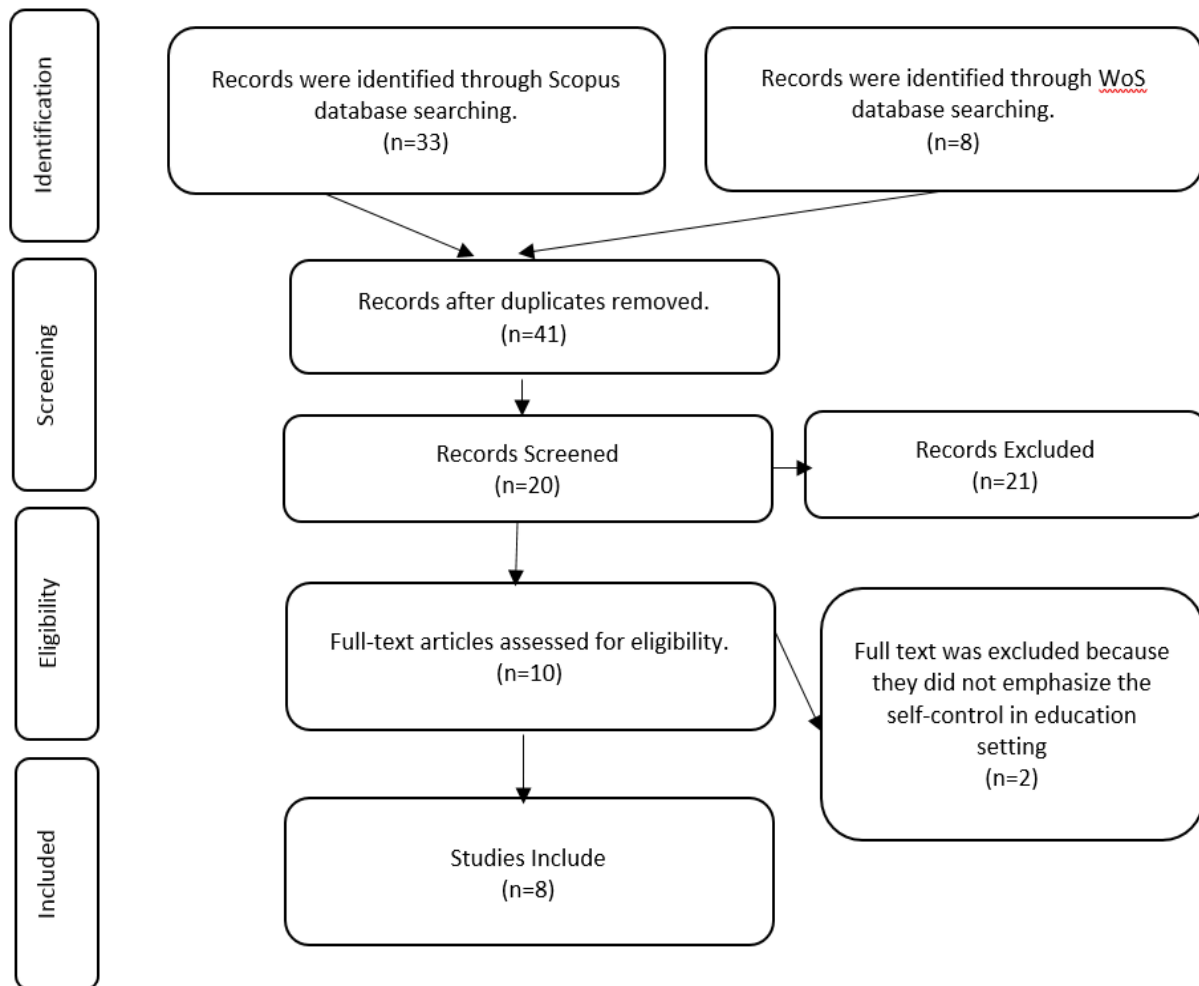 Identification
Records were identified through Scopus
database searching.
(n=33)
Records were identified through WoS
database searching.
(n=8)
Screening
Records after duplicates removed.
(n=41)
Records Screened
(n=20)
Records Excluded
(n=21)
Eligibility
Full-text articles assessed for eligibility.
(n=10)
Full text was excluded because
they did not emphasize the
self-control in education
setting
(n=2)
Included
Studies Include
(n=8)